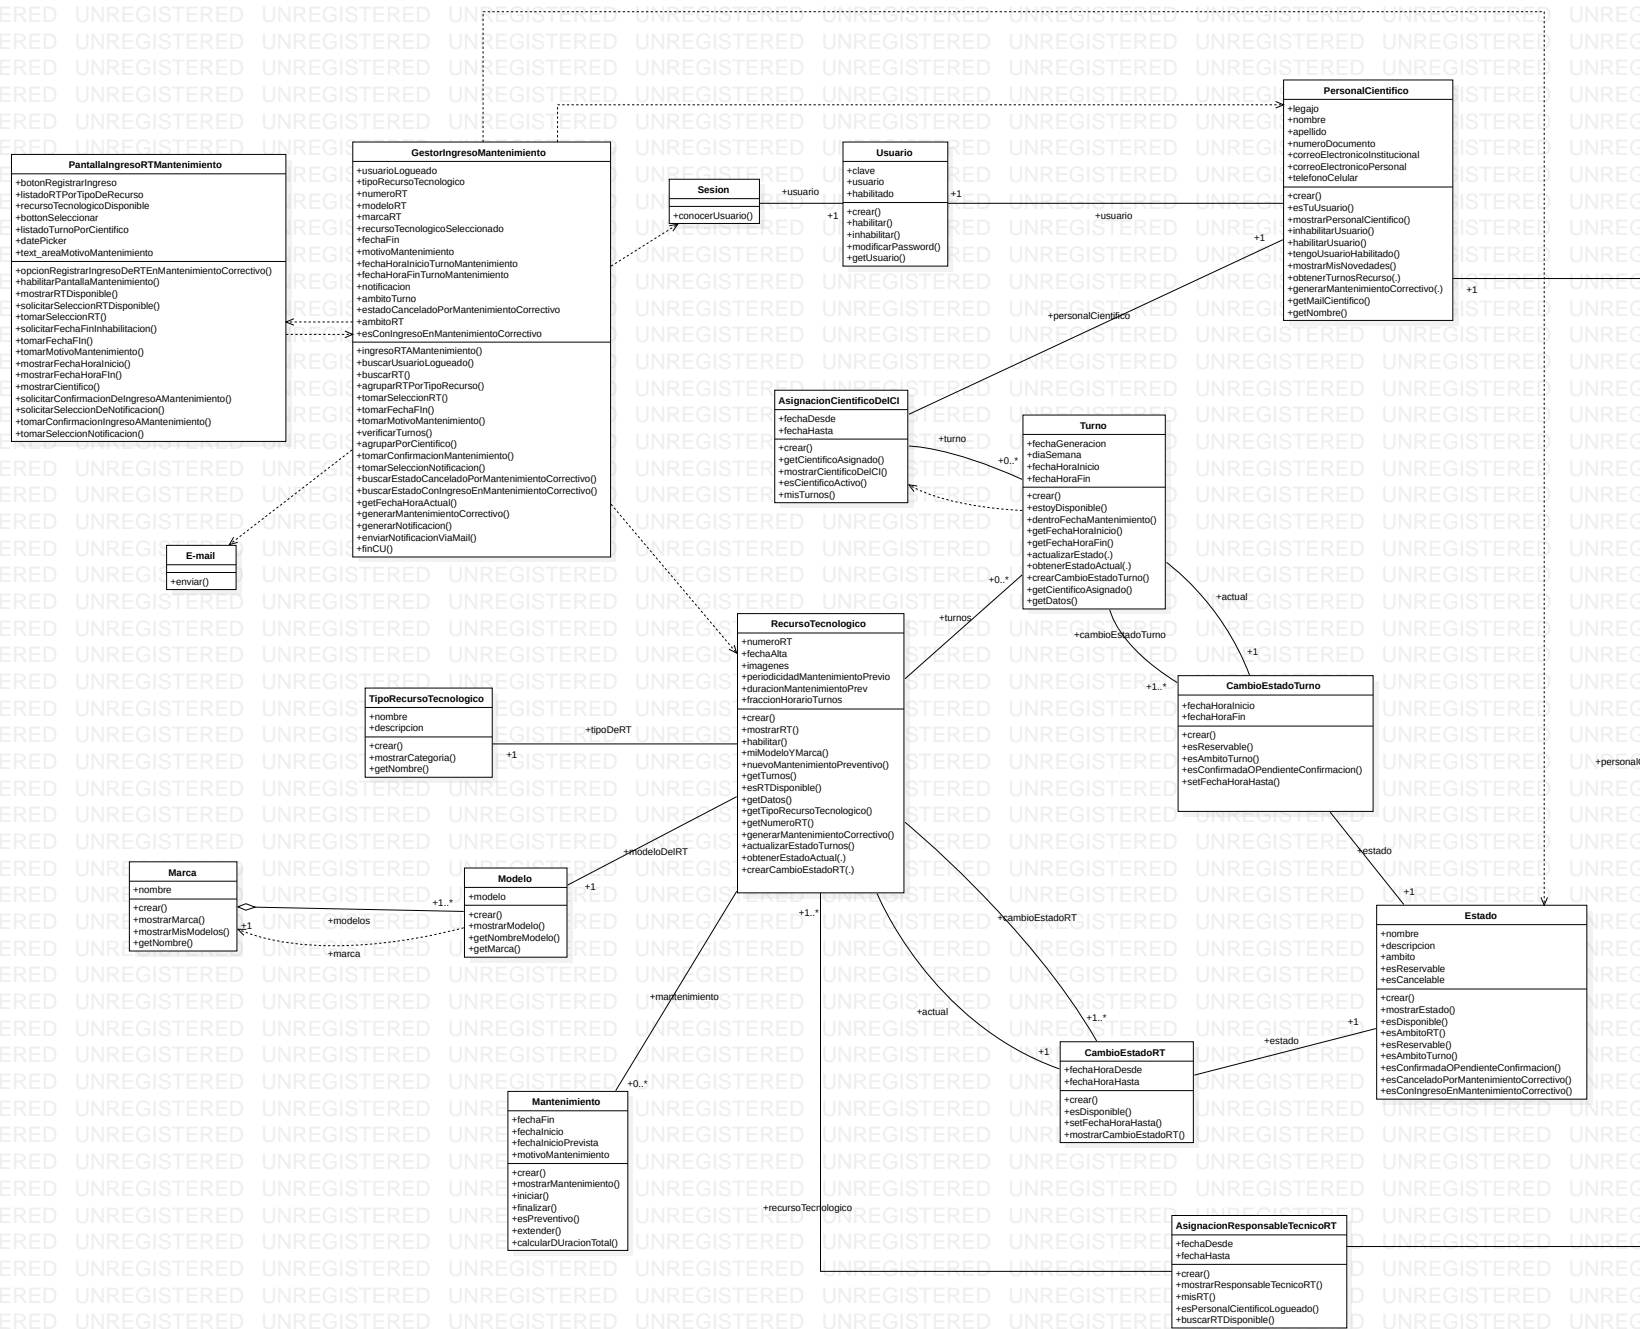 PersonalCientifico
+legajo
+nombre
+apellido
+numeroDocumento
+correoElectronicoInstitucional
+correoElectronicoPersonal
+telefonoCelular
+crear()
+esTuUsuario()
+mostrarPersonalCientifico()
+inhabilitarUsuario()
+habilitarUsuario()
+tengoUsuarioHabilitado()
+mostrarMisNovedades()
+obtenerTurnosRecurso(.)
+generarMantenimientoCorrectivo(.)
+getMailCientifico()
+getNombre()
PantallaIngresoRTMantenimiento
+botonRegistrarIngreso
+listadoRTPorTipoDeRecurso
+recursoTecnologicoDisponible
+bottonSeleccionar
+listadoTurnoPorCientifico
+datePicker
+text_areaMotivoMantenimiento
+opcionRegistrarIngresoDeRTEnMantenimientoCorrectivo()
+habilitarPantallaMantenimiento()
+mostrarRTDisponible()
+solicitarSeleccionRTDisponible()
+tomarSeleccionRT()
+solicitarFechaFinInhabilitacion()
+tomarFechaFIn()
+tomarMotivoMantenimiento()
+mostrarFechaHoraInicio()
+mostrarFechaHoraFIn()
+mostrarCientifico()
+solicitarConfirmacionDeIngresoAMantenimiento()
+solicitarSeleccionDeNotificacion()
+tomarConfirmacionIngresoAMantenimiento()
+tomarSeleccionNotificacion()
GestorIngresoMantenimiento
+usuarioLogueado
+tipoRecursoTecnologico
+numeroRT
+modeloRT
+marcaRT
+recursoTecnologicoSeleccionado
+fechaFin
+motivoMantenimiento
+fechaHoraInicioTurnoMantenimiento
+fechaHoraFinTurnoMantenimiento
+notificacion
+ambitoTurno
+estadoCanceladoPorMantenimientoCorrectivo
+ambitoRT
+esConIngresoEnMantenimientoCorrectivo
+ingresoRTAMantenimiento()
+buscarUsuarioLogueado()
+buscarRT()
+agruparRTPorTipoRecurso()
+tomarSeleccionRT()
+tomarFechaFIn()
+tomarMotivoMantenimiento()
+verificarTurnos()
+agruparPorCientifico()
+tomarConfirmacionMantenimiento()
+tomarSeleccionNotificacion()
+buscarEstadoCanceladoPorMantenimientoCorrectivo()
+buscarEstadoConIngresoEnMantenimientoCorrectivo()
+getFechaHoraActual()
+generarMantenimientoCorrectivo()
+generarNotificacion()
+enviarNotificacionViaMail()
+finCU()
Sesion
+conocerUsuario()
+usuario
+1
Usuario
+clave
+usuario
+habilitado
+crear()
+habilitar()
+inhabilitar()
+modificarPassword()
+getUsuario()
+1
+usuario
+1
+1
+personalCientifico
AsignacionCientificoDelCI
+fechaDesde
+fechaHasta
+crear()
+getCientificoAsignado()
+mostrarCientificoDelCI()
+esCientificoActivo()
+misTurnos()
+turno
+0..*
Turno
+fechaGeneracion
+diaSemana
+fechaHoraInicio
+fechaHoraFin
+crear()
+estoyDisponible()
+dentroFechaMantenimiento()
+getFechaHoraInicio()
+getFechaHoraFin()
+actualizarEstado(.)
+obtenerEstadoActual(.)
+crearCambioEstadoTurno()
+getCientificoAsignado()
+getDatos()
E-mail
+enviar()
+0..*
+turnos
+actual
+1
+cambioEstadoTurno
+1..*
RecursoTecnologico
+numeroRT
+fechaAlta
+imagenes
+periodicidadMantenimientoPrevio
+duracionMantenimientoPrev
+fraccionHorarioTurnos
+crear()
+mostrarRT()
+habilitar()
+miModeloYMarca()
+nuevoMantenimientoPreventivo()
+getTurnos()
+esRTDisponible()
+getDatos()
+getTipoRecursoTecnologico()
+getNumeroRT()
+generarMantenimientoCorrectivo()
+actualizarEstadoTurnos()
+obtenerEstadoActual(.)
+crearCambioEstadoRT(.)
TipoRecursoTecnologico
+nombre
+descripcion
+crear()
+mostrarCategoria()
+getNombre()
+tipoDeRT
+1
CambioEstadoTurno
+fechaHoraInicio
+fechaHoraFin
+crear()
+esReservable()
+esAmbitoTurno()
+esConfirmadaOPendienteConfirmacion()
+setFechaHoraHasta()
+personalC
+estado
+1
Marca
+nombre
+crear()
+mostrarMarca()
+mostrarMisModelos()
+getNombre()
+1..*
+modelos
+1
+marca
Modelo
+modelo
+crear()
+mostrarModelo()
+getNombreModelo()
+getMarca()
+modeloDelRT
+1
+mantenimiento
+0..*
+1..*
+cambioEstadoRT
+1..*
+actual
+1
Estado
+nombre
+descripcion
+ambito
+esReservable
+esCancelable
+crear()
+mostrarEstado()
+esDisponible()
+esAmbitoRT()
+esReservable()
+esAmbitoTurno()
+esConfirmadaOPendienteConfirmacion()
+esCanceladoPorMantenimientoCorrectivo()
+esConIngresoEnMantenimientoCorrectivo()
+estado
+1
CambioEstadoRT
+fechaHoraDesde
+fechaHoraHasta
+crear()
+esDisponible()
+setFechaHoraHasta()
+mostrarCambioEstadoRT()
Mantenimiento
+fechaFin
+fechaInicio
+fechaInicioPrevista
+motivoMantenimiento
+crear()
+mostrarMantenimiento()
+iniciar()
+finalizar()
+esPreventivo()
+extender()
+calcularDUracionTotal()
+recursoTecnologico
AsignacionResponsableTecnicoRT
+fechaDesde
+fechaHasta
+crear()
+mostrarResponsableTecnicoRT()
+misRT()
+esPersonalCientificoLogueado()
+buscarRTDisponible()